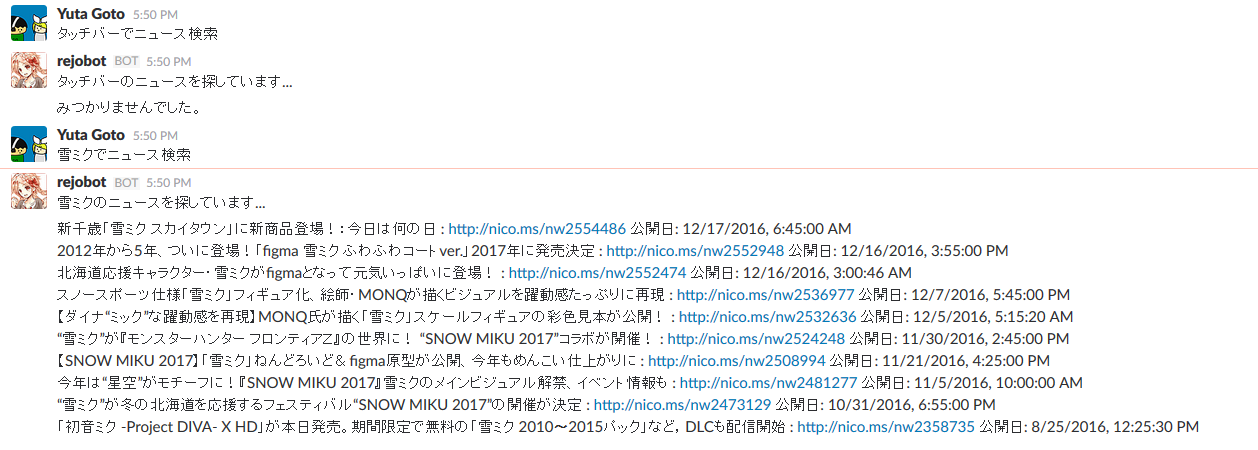 Yuta Goto 5:50 PM
タッチバーでニュース検索
rejobot BOT 5:50 PM
タッチバーのニュースを探しています...
みつかりませんでした。
Yuta Goto 5:50 PM
雪ミクでニュース検索
rejobot BOT 5:50 PM
雪ミクのニュースを探しています...
新千歳「雪ミク スカイタウン」に新商品登場！：今日は何の日 : http://nico.ms/nw2554486 公開日: 12/17/2016, 6:45:00 AM
2012年から5年、ついに登場！「figma 雪ミク ふわふわコート ver.」2017年に発売決定 : http://nico.ms/nw2552948 公開日: 12/16/2016, 3:55:00 PM
北海道応援キャラクター・雪ミクがfigmaとなって元気いっぱいに登場！ : http://nico.ms/nw2552474 公開日: 12/16/2016, 3:00:46 AM
スノースポーツ仕様「雪ミク」フィギュア化、絵師・MONQが描くビジュアルを躍動感たっぷりに再現 : http://nico.ms/nw2536977 公開日: 12/7/2016, 5:45:00 PM
【ダイナ“ミック”な躍動感を再現】MONQ氏が描く「雪ミク」スケールフィギュアの彩色見本が公開！ : http://nico.ms/nw2532636 公開日: 12/5/2016, 5:15:20 AM
“雪ミク”が『モンスターハンター フロンティアZ』の世界に！ “SNOW MIKU 2017”コラボが開催！ : http://nico.ms/nw2524248 公開日: 11/30/2016, 2:45:00 PM
【SNOW MIKU 2017】「雪ミク」ねんどろいど＆figma原型が公開、今年もめんこい仕上がりに : http://nico.ms/nw2508994 公開日: 11/21/2016, 4:25:00 PM
今年は“星空”がモチーフに！『SNOW MIKU 2017』雪ミクのメインビジュアル解禁、イベント情報も : http://nico.ms/nw2481277 公開日: 11/5/2016, 10:00:00 AM
“雪ミク”が冬の北海道を応援するフェスティバル“SNOW MIKU 2017”の開催が決定 : http://nico.ms/nw2473129 公開日: 10/31/2016, 6:55:00 PM
「初音ミク -Project DIVA- X HD」が本日発売。期間限定で無料の「雪ミク 2010〜2015パック」など，DLCも配信開始 : http://nico.ms/nw2358735 公開日: 8/25/2016, 12:25:30 PM